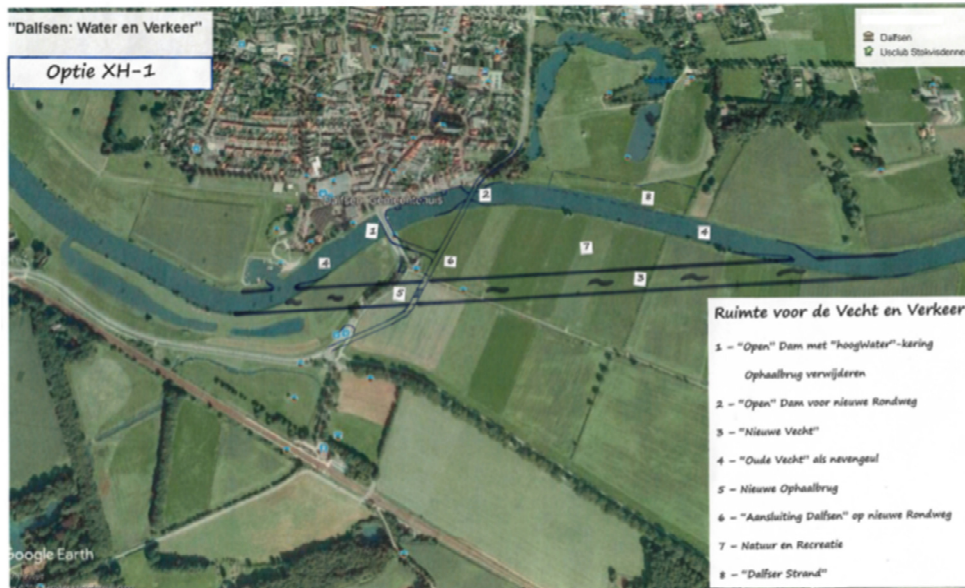 "Dalfsen: Water en Verkeer"
Optie XH-1
Dalfsen
IJsclub Stokvisdennen
1
2
8
7
4
4
6
3
5
Ruimte voor de Vecht en Verkeer
1 - "Open" Dam met "hoogWater"-kering
Ophaalbrug verwijderen
2 - "Open" Dam voor nieuwe Rondweg
3 - "Nieuwe Vecht"
4 - "Oude Vecht" als nevengeul
5 - Nieuwe Ophaalbrug
6 - "Aansluiting Dalfsen" op nieuwe Rondweg
7 - Natuur en Recreatie
8 - "Dalfser Strand"
Google Earth